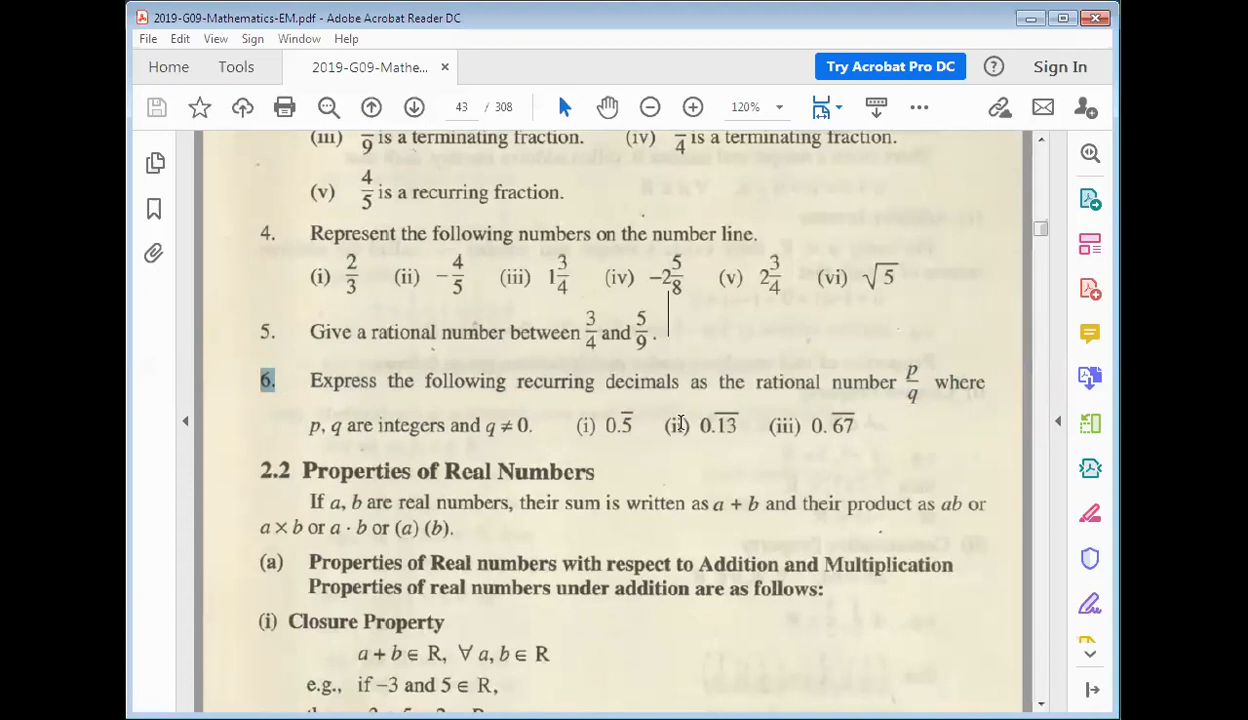 2019-G09-Mathematics-EM.pdf - Adobe Acrobat Reader DC
File Edit View Sign Window Help
Home Tools 2019-G09-Mathe... × Try Acrobat Pro DC Sign In
43 / 308 120%
(iii) 9 is a terminating fraction. (iv) 4 is a terminating fraction.
(v) 4/5 is a recurring fraction.
4. Represent the following numbers on the number line.
(i) 2/3 (ii) −4/5 (iii) 1 3/4 (iv) −2 5/8 (v) 2 3/4 (vi) √5
5. Give a rational number between 3/4 and 5/9.
6. Express the following recurring decimals as the rational number p/q where
p, q are integers and q ≠ 0. (i) 0.5̅ (ii) 0.1̅3̅ (iii) 0.6̅7̅
2.2 Properties of Real Numbers
If a, b are real numbers, their sum is written as a + b and their product as ab or
a × b or a · b or (a) (b).
(a) Properties of Real numbers with respect to Addition and Multiplication
Properties of real numbers under addition are as follows:
(i) Closure Property
a + b ∈ R, ∀ a, b ∈ R
e.g., if −3 and 5 ∈ R,